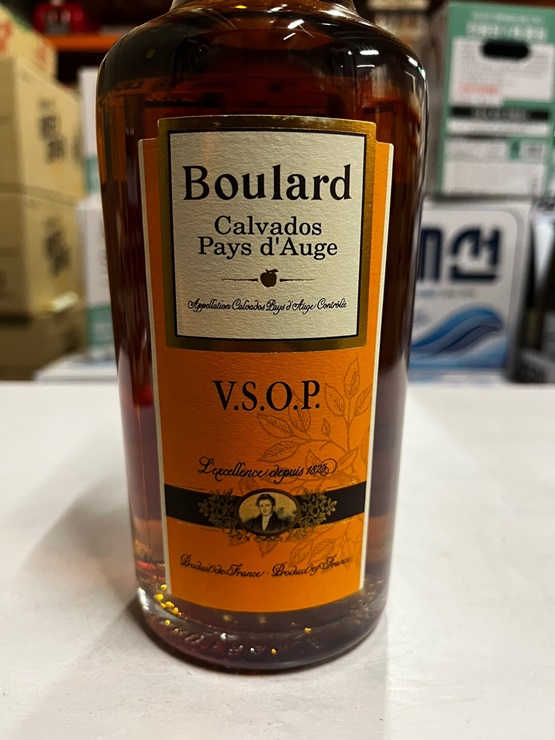 Boulard
Calvados
Pays d'Auge
Appellation Calvados Pays d'Auge Contrôlée
V.S.O.P.
L'excellence depuis 1825
Produit de France - Product of France